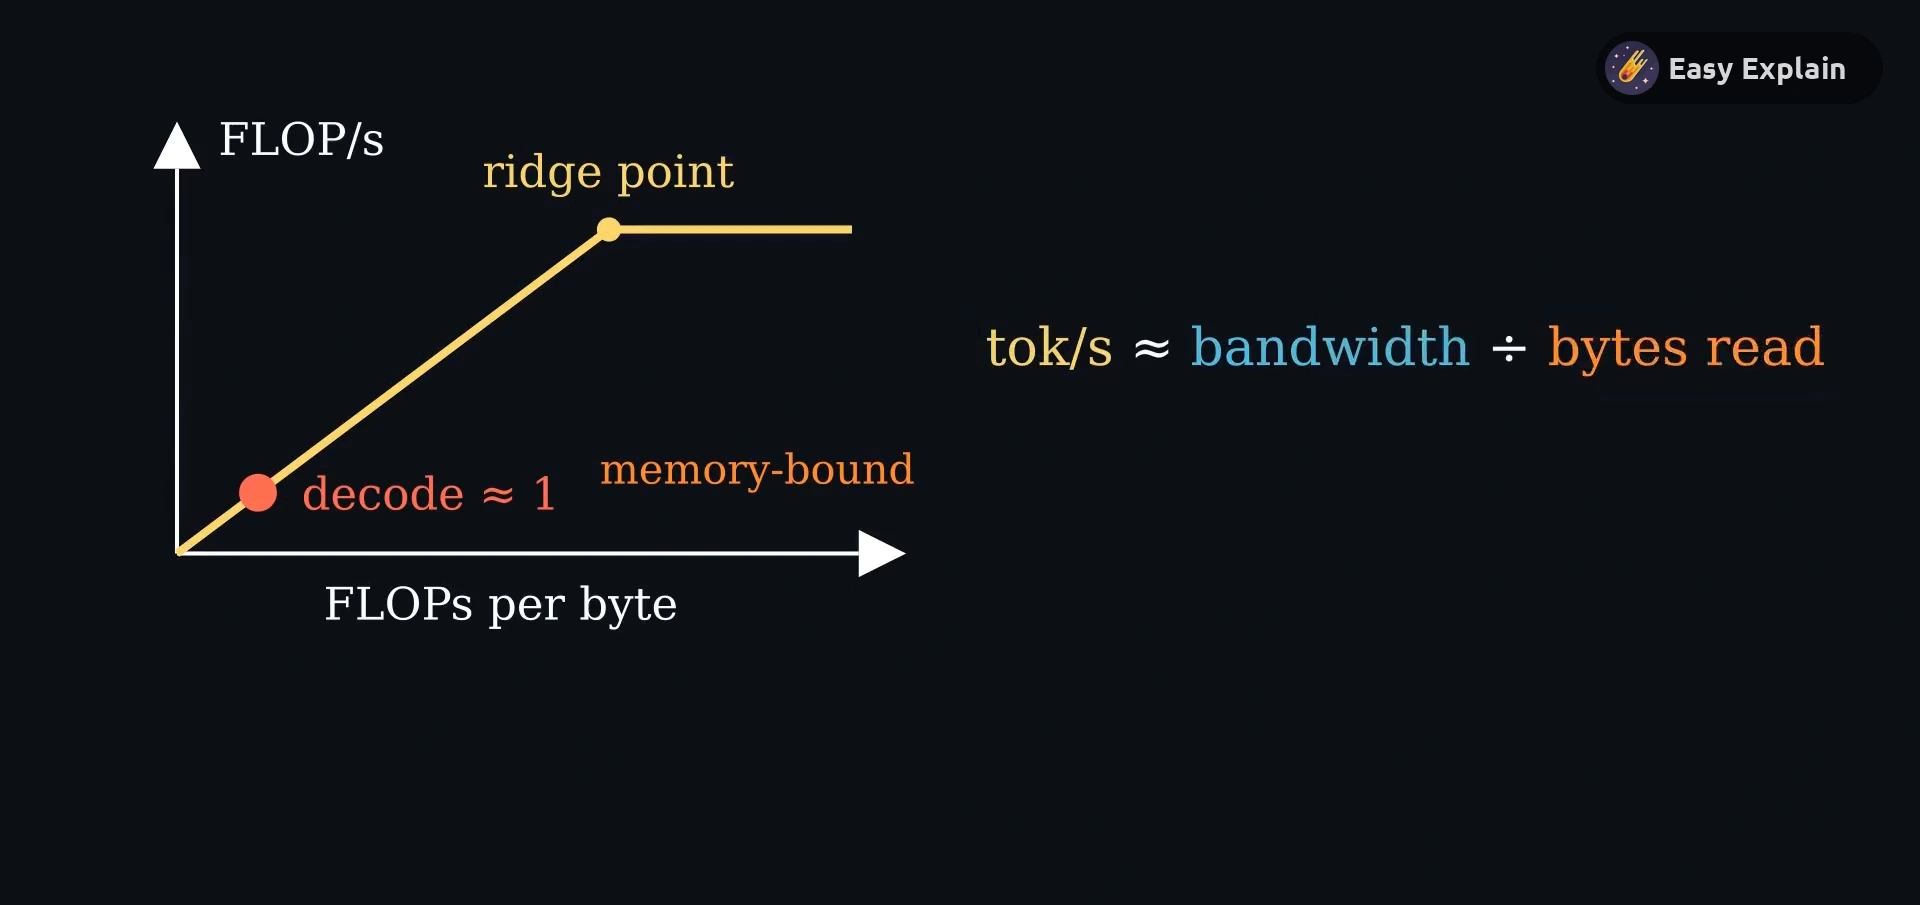 Easy Explain
FLOP/s
ridge point
tok/s ≈ bandwidth ÷ bytes read
memory-bound
decode ≈ 1
FLOPs per byte